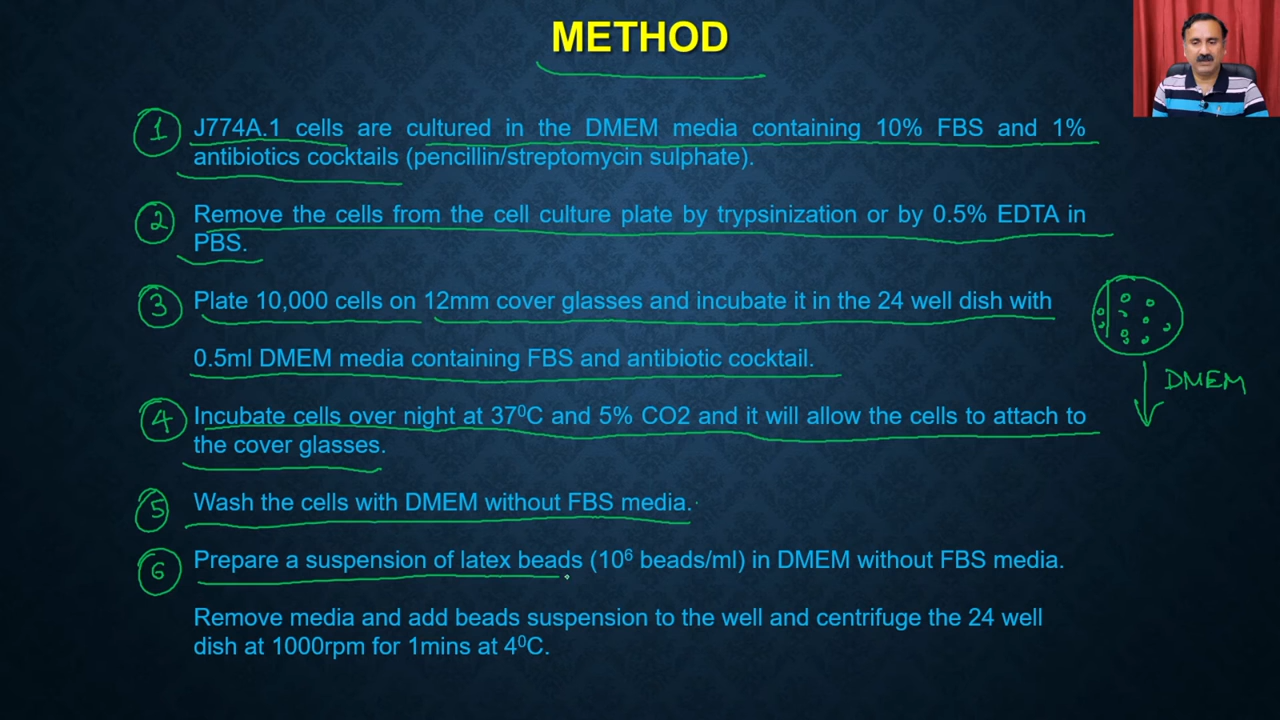 METHOD
1 J774A.1 cells are cultured in the DMEM media containing 10% FBS and 1%
antibiotics cocktails (pencillin/streptomycin sulphate).
2 Remove the cells from the cell culture plate by trypsinization or by 0.5% EDTA in
PBS.
3 Plate 10,000 cells on 12mm cover glasses and incubate it in the 24 well dish with
0.5ml DMEM media containing FBS and antibiotic cocktail.
DMEM
4 Incubate cells over night at 37⁰C and 5% CO2 and it will allow the cells to attach to
the cover glasses.
5 Wash the cells with DMEM without FBS media.
6 Prepare a suspension of latex beads (10⁶ beads/ml) in DMEM without FBS media.
Remove media and add beads suspension to the well and centrifuge the 24 well
dish at 1000rpm for 1mins at 4⁰C.